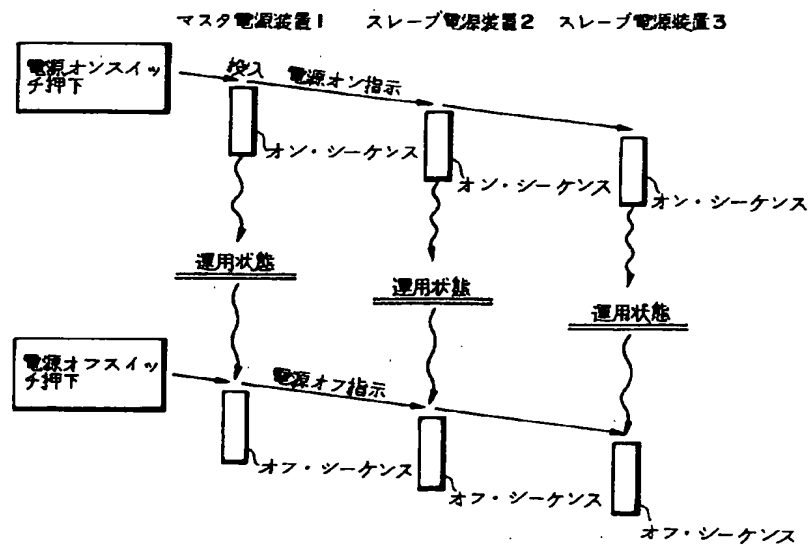 マスタ電源装置1 スレーブ電源装置2 スレーブ電源装置3
電源オンスイッ
チ押下
投入
電源オン指示
オン・シーケンス
オン・シーケンス
オン・シーケンス
運用状態
運用状態
運用状態
電源オフスイッ
チ押下
電源オフ指示
オフ・シーケンス
オフ・シーケンス
オフ・シーケンス